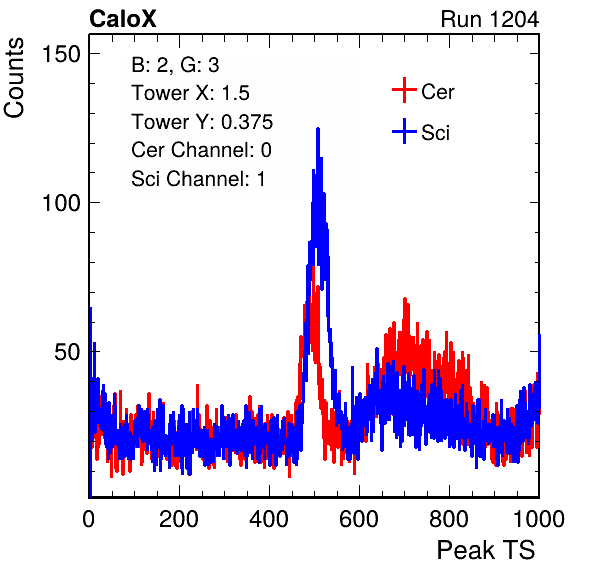 CaloX Run 1204
Counts
150
100
50
B: 2, G: 3
Tower X: 1.5
Tower Y: 0.375
Cer Channel: 0
Sci Channel: 1
Cer
Sci
0 200 400 600 800 1000
Peak TS